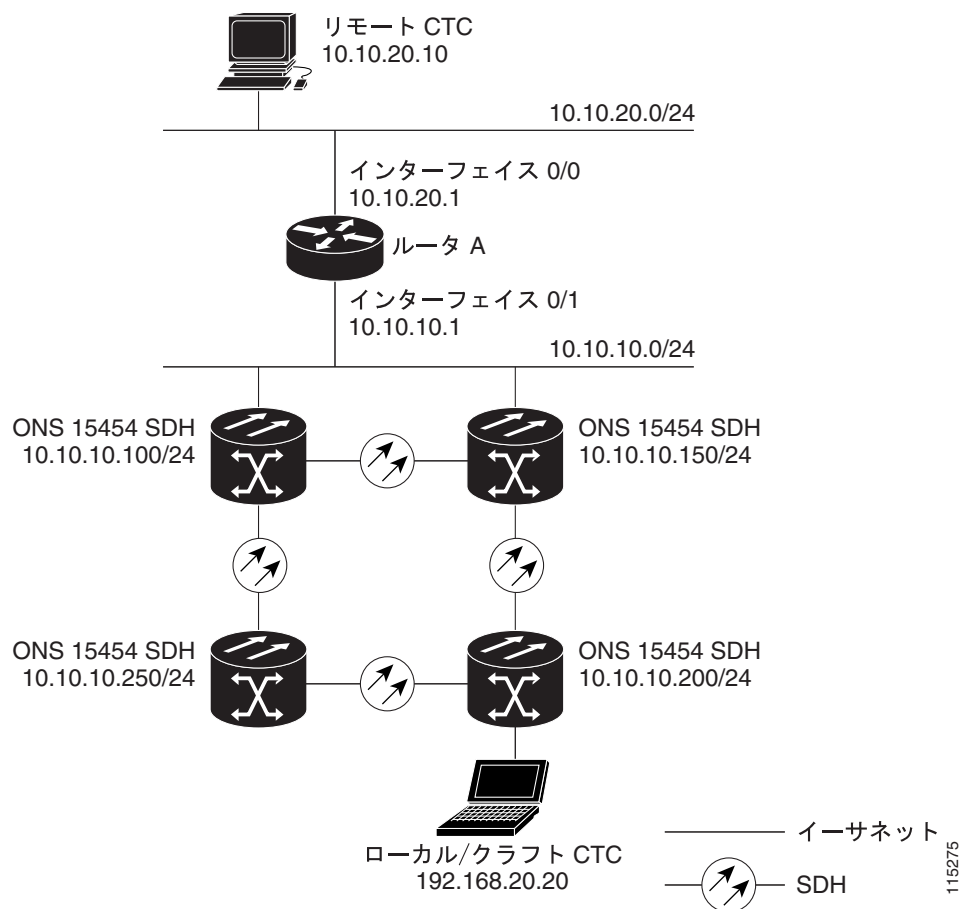 リモート CTC
10.10.20.10
10.10.20.0/24
インターフェイス 0/0
10.10.20.1
ルータ A
インターフェイス 0/1
10.10.10.1
10.10.10.0/24
ONS 15454 SDH
10.10.10.100/24
ONS 15454 SDH
10.10.10.150/24
ONS 15454 SDH
10.10.10.250/24
ONS 15454 SDH
10.10.10.200/24
ローカル/クラフト CTC
192.168.20.20
イーサネット
SDH
115275